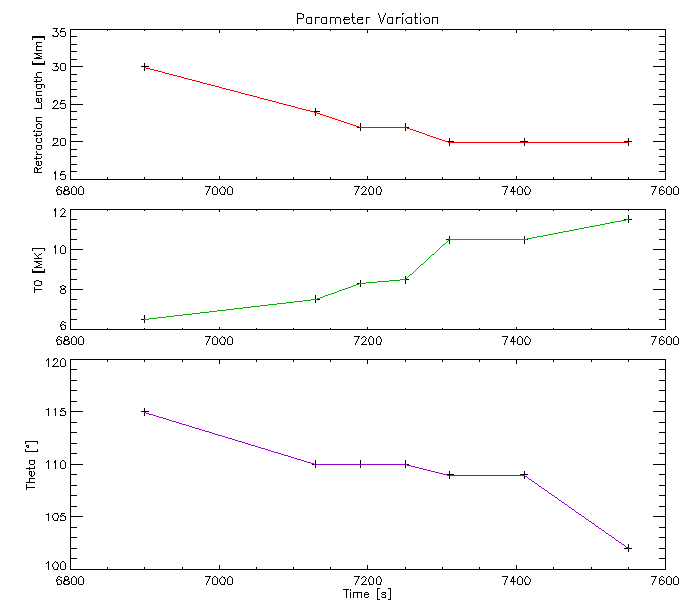 Parameter Variation
35
30
25
20
15
Retraction Length [Mm]
6800 7000 7200 7400 7600
12
10
8
6
T0 [MK]
6800 7000 7200 7400 7600
120
115
110
105
100
Theta [°]
6800 7000 7200 7400 7600
Time [s]